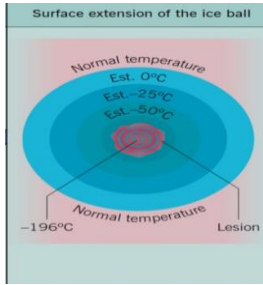 Surface extension of the ice ball
Normal temperature
Est. 0°C
Est.–25°C
Est.–50°C
Normal temperature
–196°C
Lesion